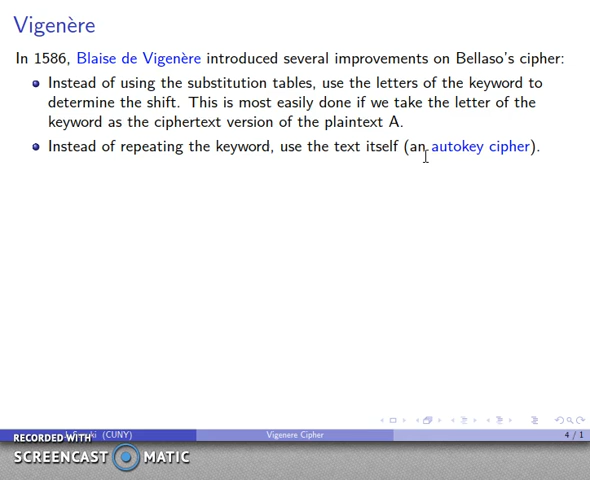 Vigenère
In 1586, Blaise de Vigenère introduced several improvements on Bellaso's cipher:
Instead of using the substitution tables, use the letters of the keyword to
determine the shift. This is most easily done if we take the letter of the
keyword as the ciphertext version of the plaintext A.
Instead of repeating the keyword, use the text itself (an autokey cipher).
(CUNY) Vigenere Cipher 4 / 1
RECORDED WITH
SCREENCAST MATIC